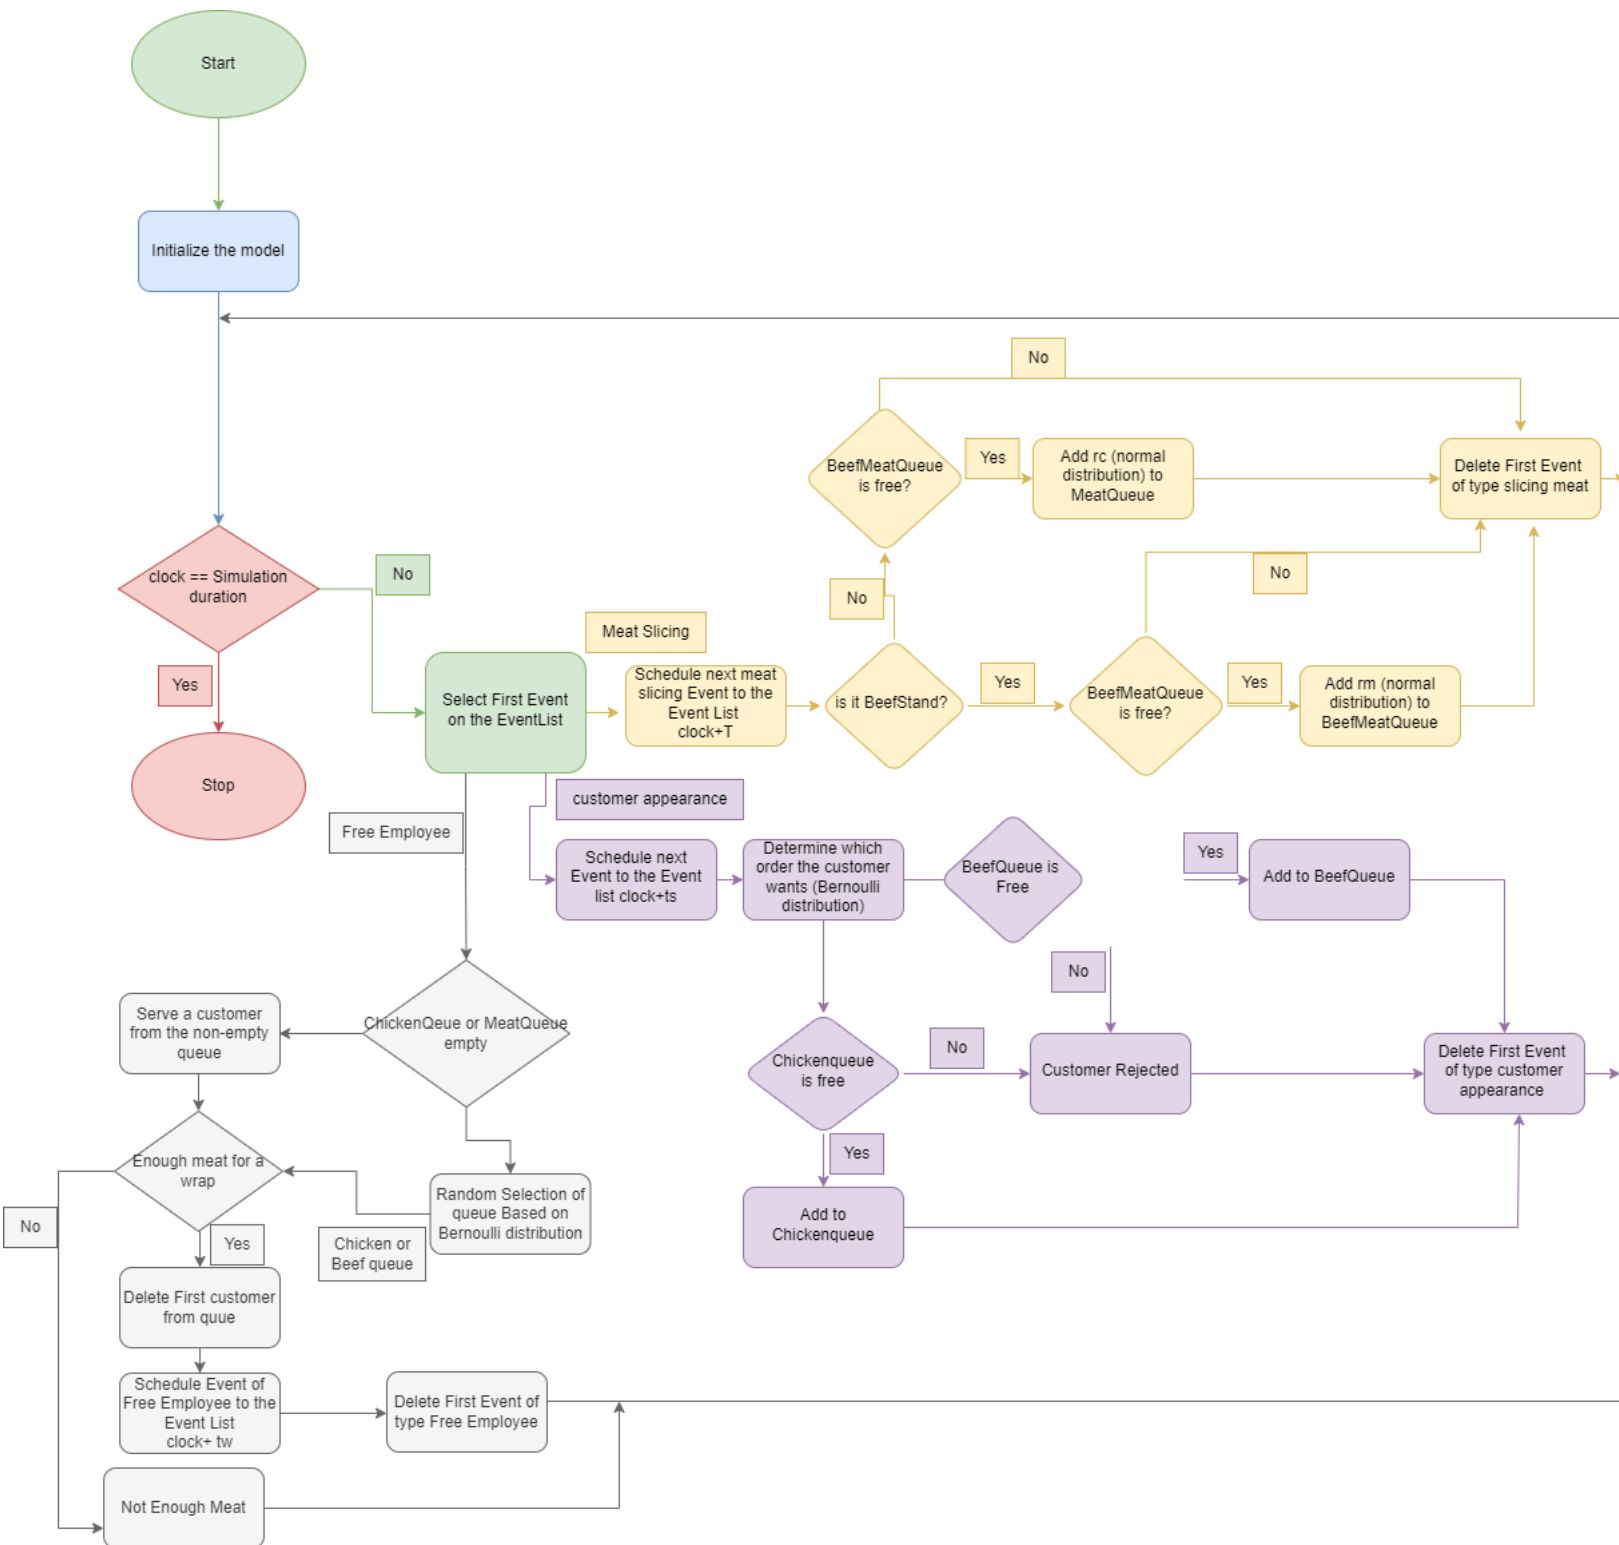 Start
Initialize the model
clock == Simulation
duration
No
Yes
Stop
Select First Event
on the EventList
Meat Slicing
Schedule next meat
slicing Event to the
Event List
clock+T
is it BeefStand?
No
BeefMeatQueue
is free?
No
Yes
Add rc (normal
distribution) to
MeatQueue
Delete First Event
of type slicing meat
Yes
BeefMeatQueue
is free?
No
Yes
Add rm (normal
distribution) to
BeefMeatQueue
customer appearance
Schedule next
Event to the Event
list clock+ts
Determine which
order the customer
wants (Bernoulli
distribution)
BeefQueue is
Free
Yes
Add to BeefQueue
No
Chickenqueue
is free
No
Customer Rejected
Delete First Event
of type customer
appearance
Yes
Add to
Chickenqueue
Free Employee
ChickenQeue or MeatQueue
empty
Serve a customer
from the non-empty
queue
Enough meat for a
wrap
Random Selection of
queue Based on
Bernoulli distribution
Chicken or
Beef queue
No
Yes
Delete First customer
from quue
Schedule Event of
Free Employee to the
Event List
clock+ tw
Delete First Event of
type Free Employee
Not Enough Meat